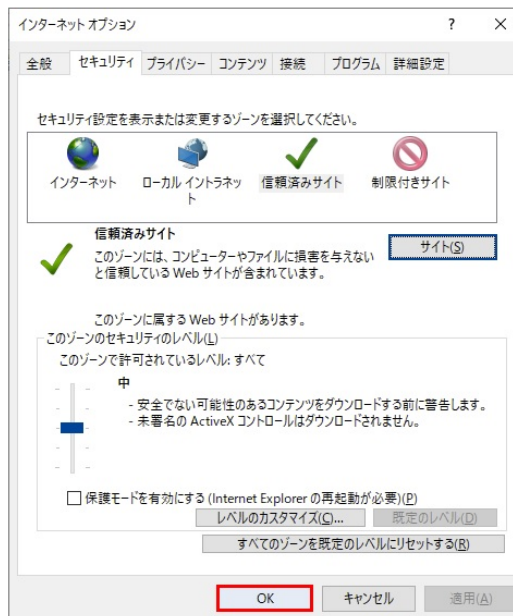 インターネット オプション
?
×
全般 セキュリティ プライバシー コンテンツ 接続 プログラム 詳細設定
セキュリティ設定を表示または変更するゾーンを選択してください。
インターネット ローカル イントラネット 信頼済みサイト 制限付きサイト
信頼済みサイト
サイト(S)
このゾーンには、コンピューターやファイルに損害を与えない
と信頼している Web サイトが含まれています。
このゾーンに属する Web サイトがあります。
このゾーンのセキュリティのレベル(L)
このゾーンで許可されているレベル: すべて
中
- 安全でない可能性のあるコンテンツをダウンロードする前に警告します。
- 未署名の ActiveX コントロールはダウンロードされません。
保護モードを有効にする (Internet Explorer の再起動が必要)(P)
レベルのカスタマイズ(C)... 既定のレベル(D)
すべてのゾーンを既定のレベルにリセットする(R)
OK キャンセル 適用(A)